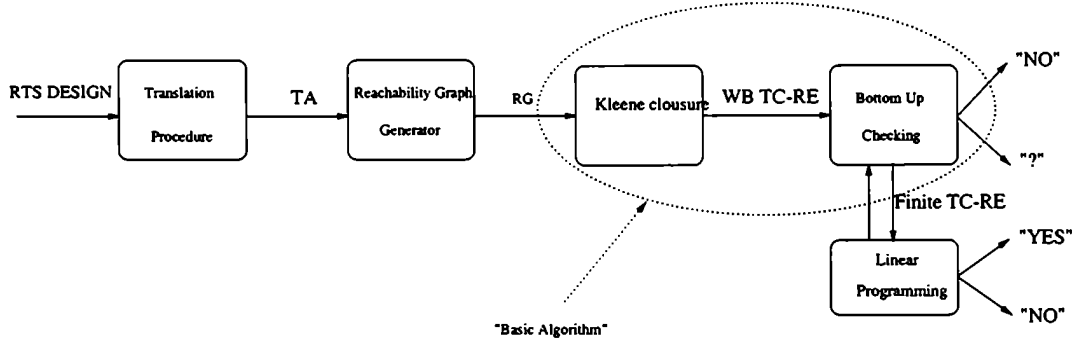 RTS DESIGN
Translation
Procedure
TA
Reachability Graph
Generator
RG
Kleene clousure
WB TC-RE
Bottom Up
Checking
"NO"
"?"
Finite TC-RE
Linear
Programming
"YES"
"NO"
"Basic Algorithm"